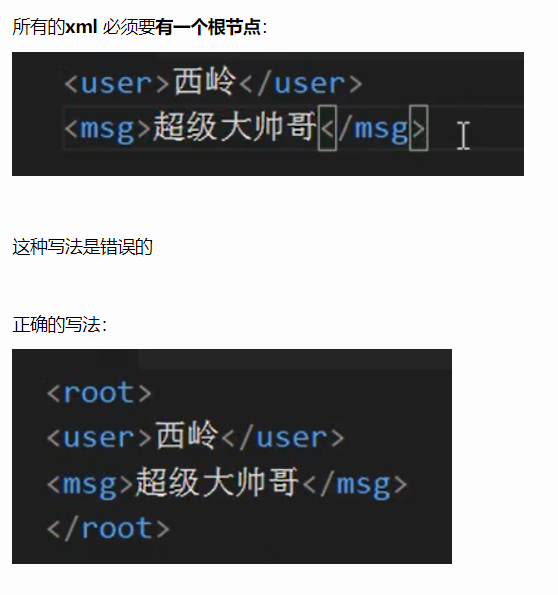 所有的xml 必须要有一个根节点：
<user>西岭</user>
<msg>超级大帅哥</msg>
这种写法是错误的
正确的写法：
<root>
<user>西岭</user>
<msg>超级大帅哥</msg>
</root>